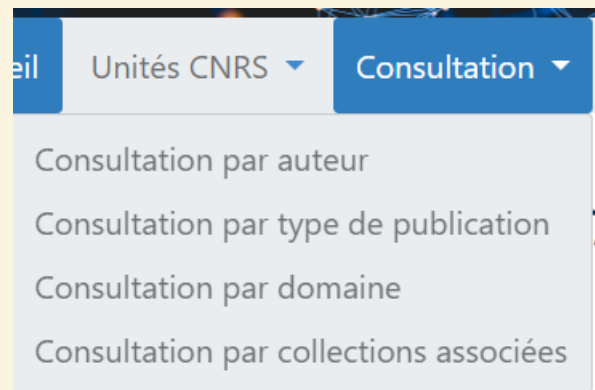 eil Unités CNRS Consultation
Consultation par auteur
Consultation par type de publication
Consultation par domaine
Consultation par collections associées